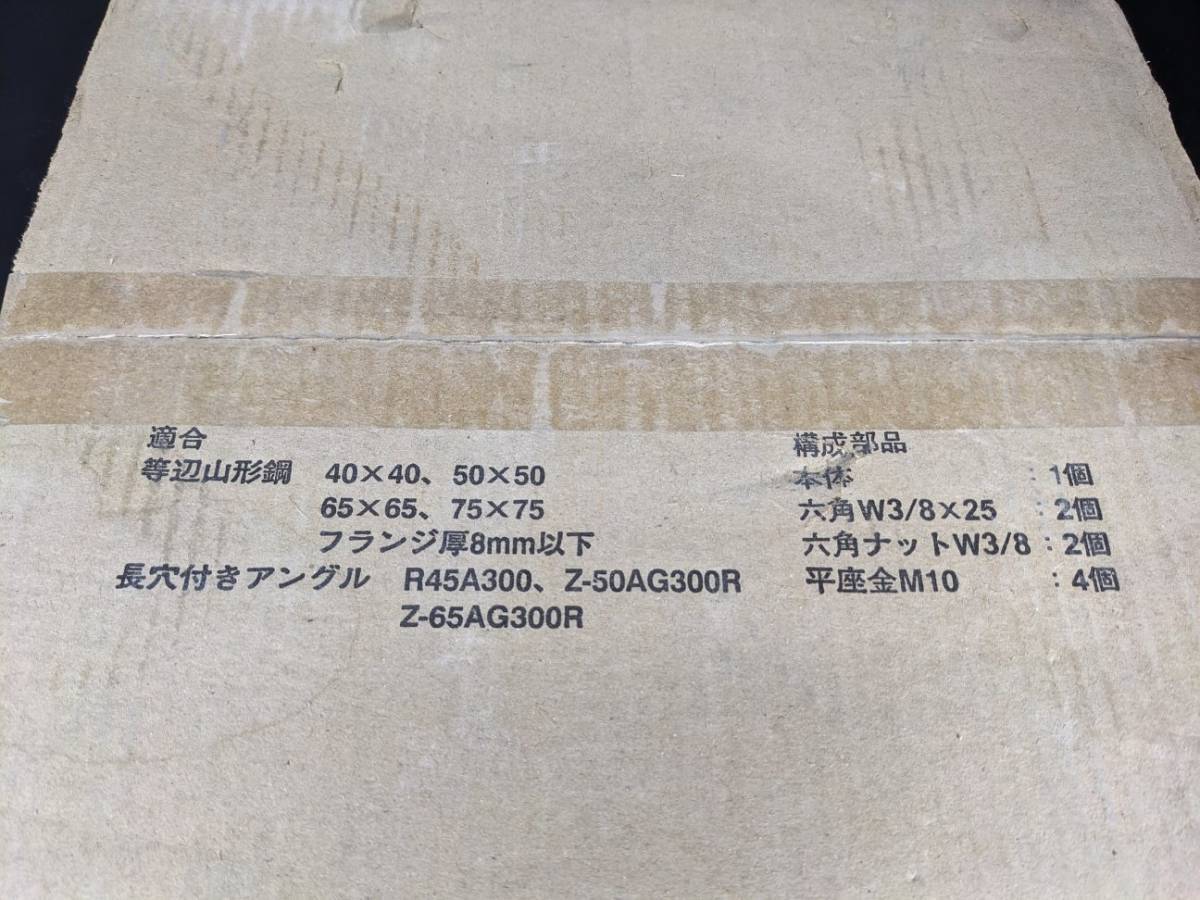 適合
等辺山形鋼 40×40、50×50
65×65、75×75
フランジ厚8mm以下
長穴付きアングル R45A300、Z-50AG300R
Z-65AG300R
構成部品
本体 :1個
六角W3/8×25 :2個
六角ナットW3/8:2個
平座金M10 :4個